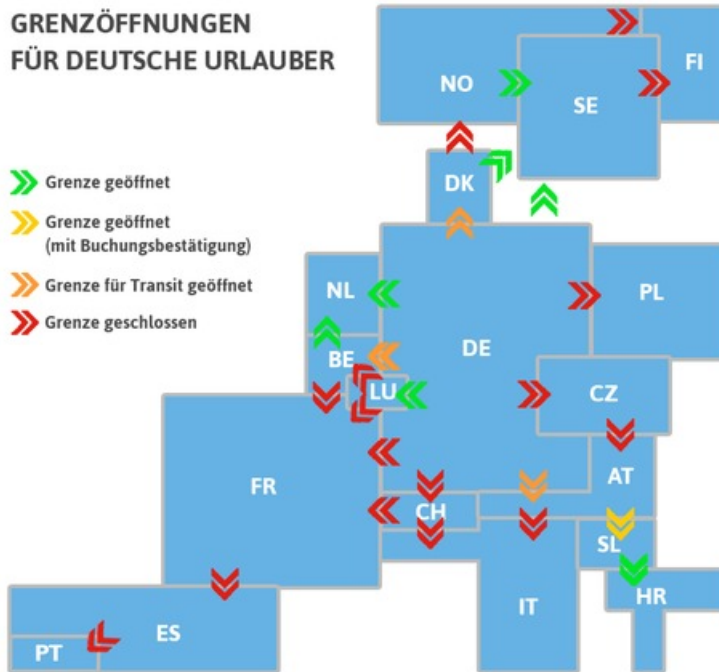 GRENZÖFFNUNGEN
FÜR DEUTSCHE URLAUBER
Grenze geöffnet
Grenze geöffnet
(mit Buchungsbestätigung)
Grenze für Transit geöffnet
Grenze geschlossen
NO
SE
FI
DK
NL
BE
LU
DE
PL
CZ
AT
FR
CH
SL
HR
IT
ES
PT